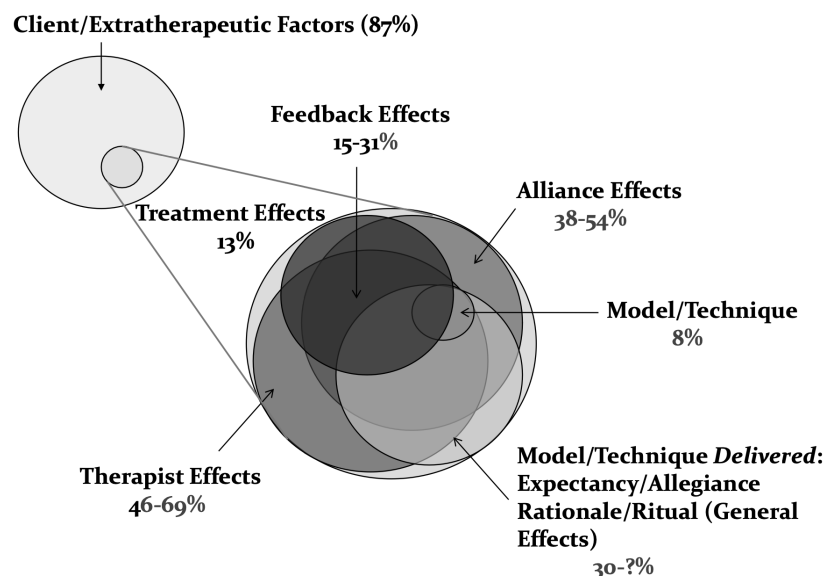 Client/Extratherapeutic Factors (87%)
Feedback Effects
15-31%
Alliance Effects
38-54%
Treatment Effects
13%
Model/Technique
8%
Therapist Effects
46-69%
Model/Technique Delivered:
Expectancy/Allegiance
Rationale/Ritual (General
Effects)
30-?%